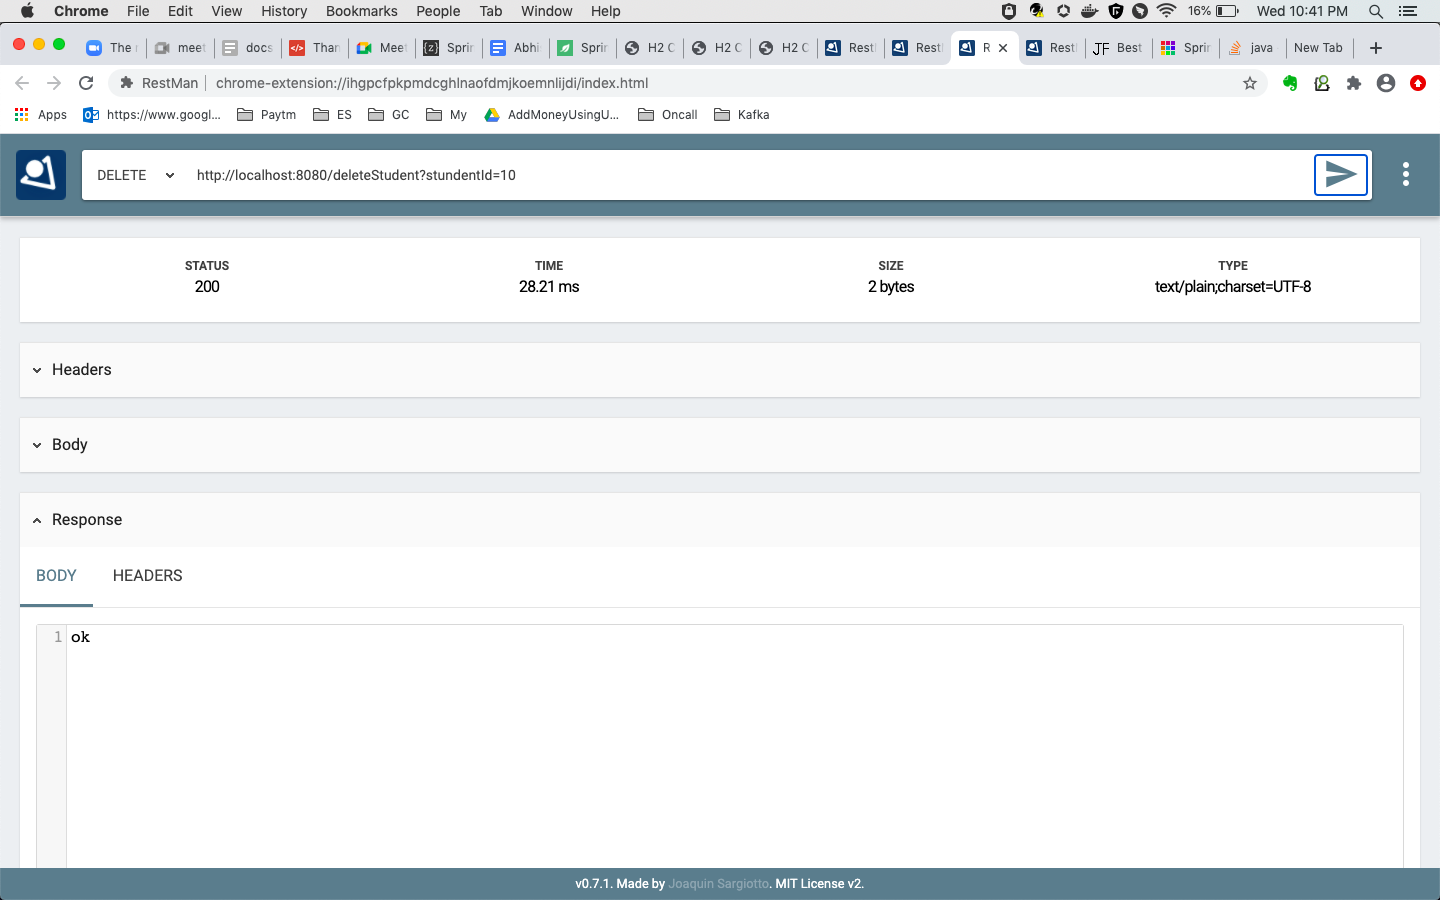 Chrome File Edit View History Bookmarks People Tab Window Help 16% Wed 10:41 PM
The meet docs Than Meet Sprin Abhi Sprin H2 C H2 C H2 C Rest Rest R Rest JF Best Sprin java New Tab
RestMan chrome-extension://ihgpcfpkpmdcghlnaofdmjkoemnlijdi/index.html
Apps https://www.googl... Paytm ES GC My AddMoneyUsingU... Oncall Kafka
DELETE http://localhost:8080/deleteStudent?stundentId=10
STATUS TIME SIZE TYPE
200 28.21 ms 2 bytes text/plain;charset=UTF-8
Headers
Body
Response
BODY HEADERS
1 ok
v0.7.1. Made by Joaquin Sargiotto. MIT License v2.